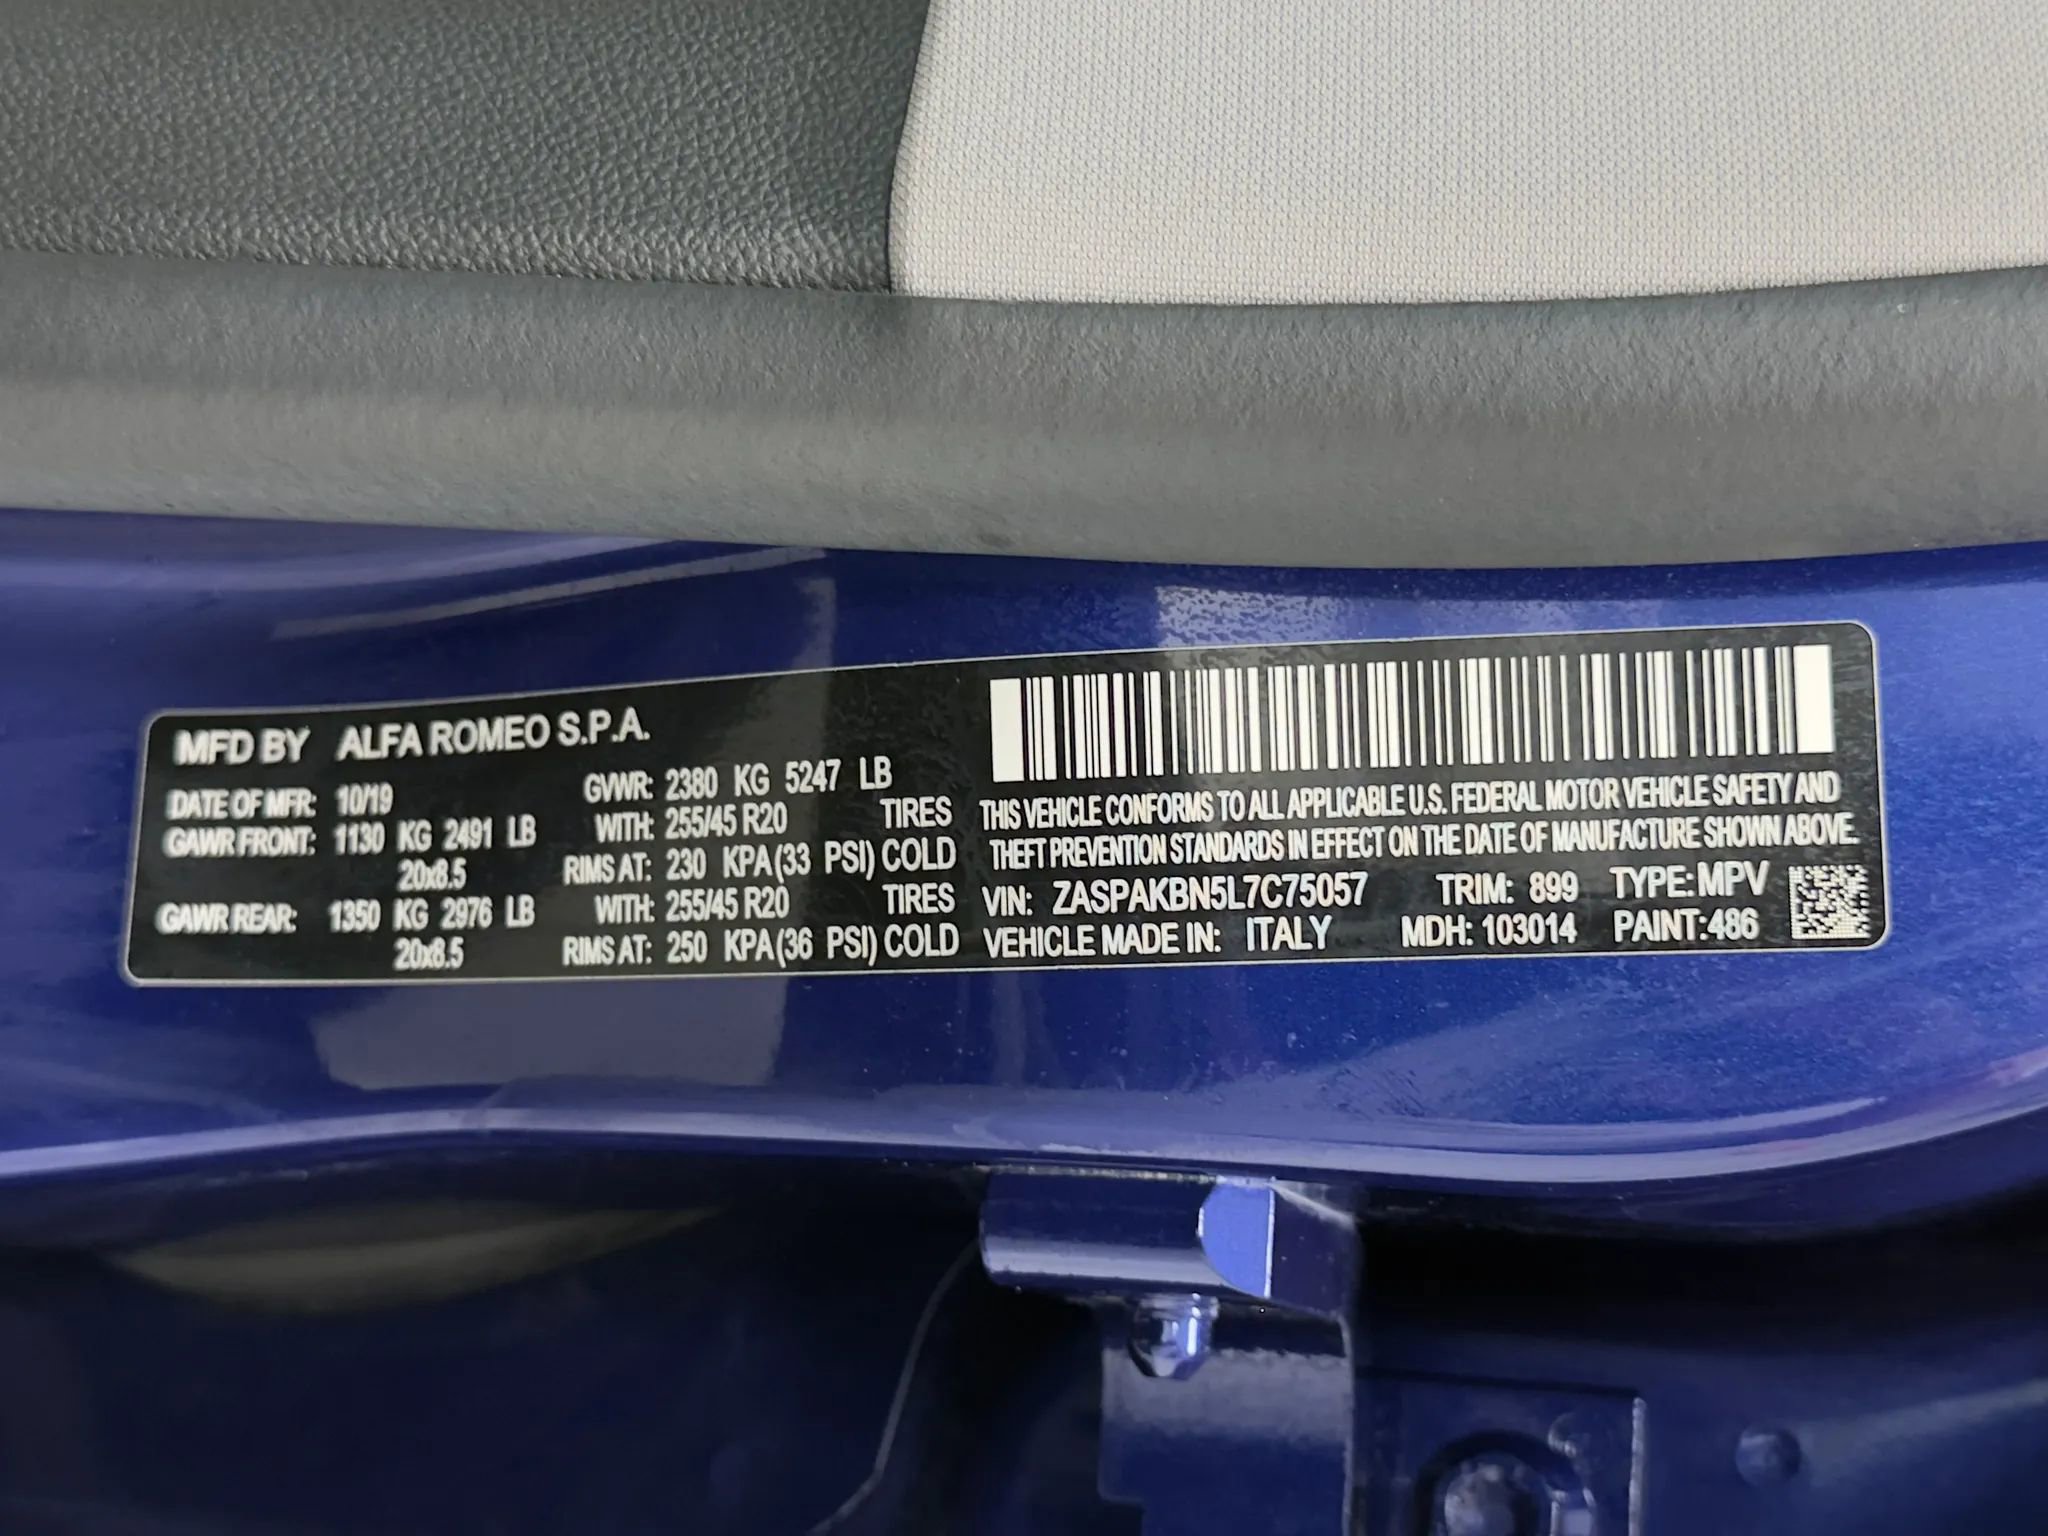 MFD BY ALFA ROMEO S.P.A.
DATE OF MFR: 10/19 GVWR: 2380 KG 5247 LB
GAWR FRONT: 1130 KG 2491 LB WITH: 255/45 R20 TIRES
20x8.5 RIMS AT: 230 KPA (33 PSI) COLD
GAWR REAR: 1350 KG 2976 LB WITH: 255/45 R20 TIRES
20x8.5 RIMS AT: 250 KPA (36 PSI) COLD
THIS VEHICLE CONFORMS TO ALL APPLICABLE U.S. FEDERAL MOTOR VEHICLE SAFETY AND
THEFT PREVENTION STANDARDS IN EFFECT ON THE DATE OF MANUFACTURE SHOWN ABOVE.
VIN: ZASPAKBN5L7C75057 TRIM: 899 TYPE: MPV
VEHICLE MADE IN: ITALY MDH: 103014 PAINT: 486